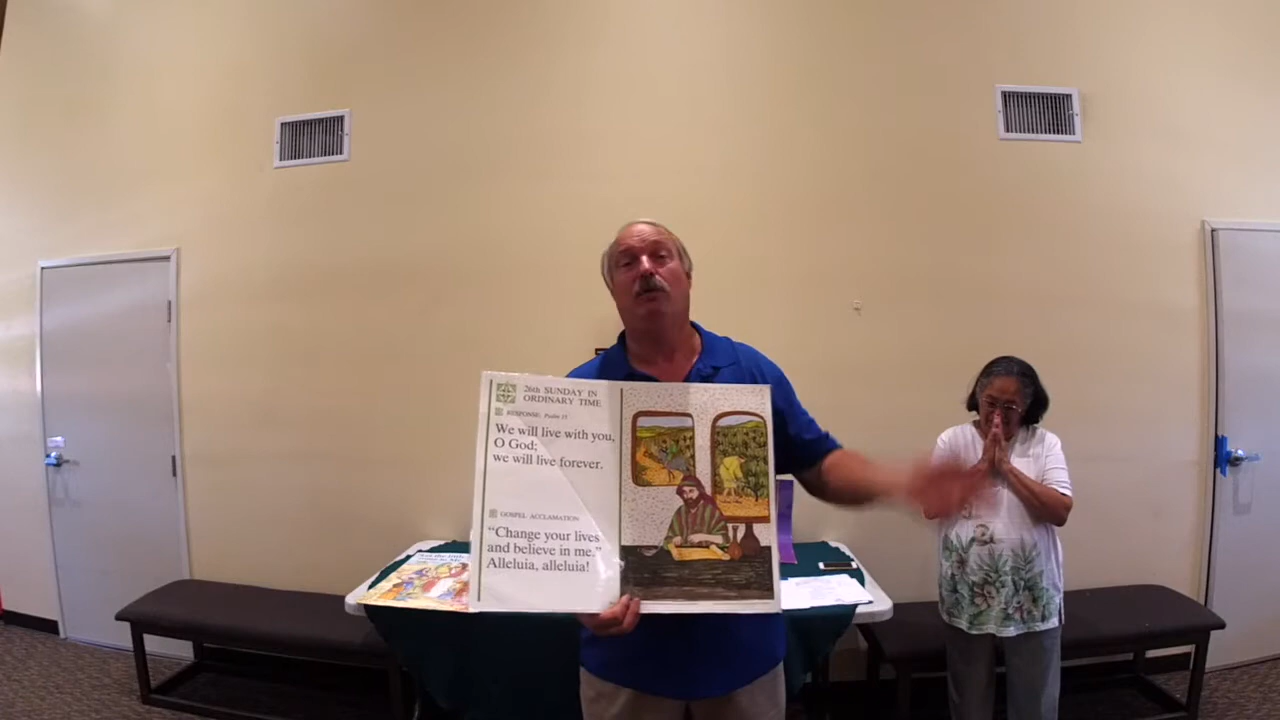 26th SUNDAY IN
ORDINARY TIME
RESPONSE: Psalm 15
We will live with you,
O God;
we will live forever.
GOSPEL ACCLAMATION:
“Change your lives
and believe in me.”
Alleluia, alleluia!